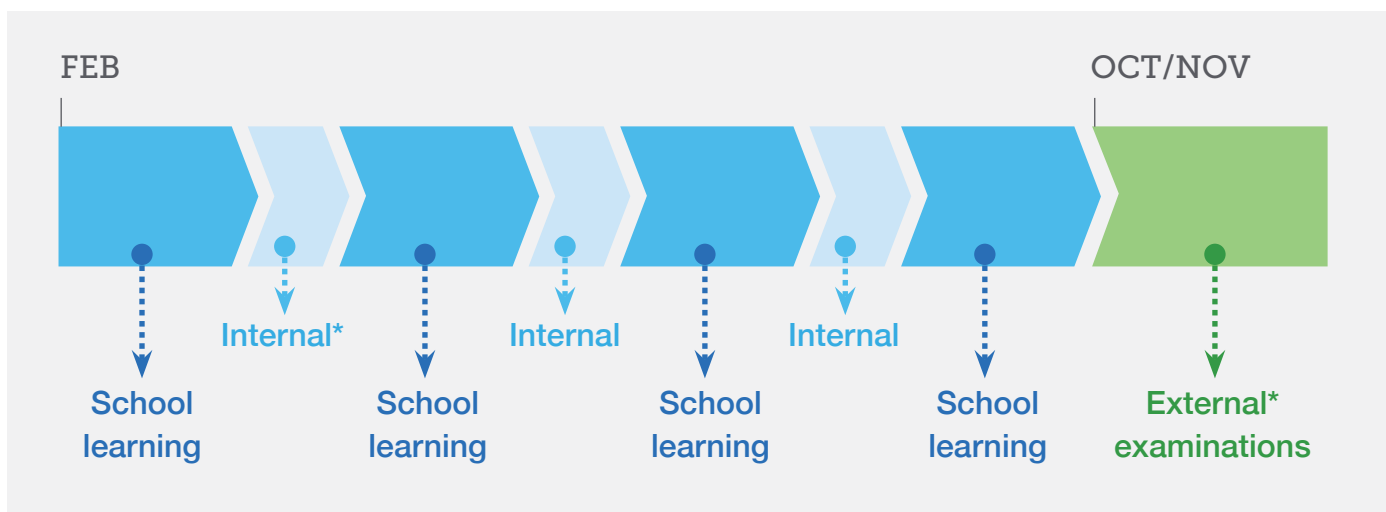 FEB
OCT/NOV
Internal*
Internal
Internal
School
learning
School
learning
School
learning
School
learning
External*
examinations